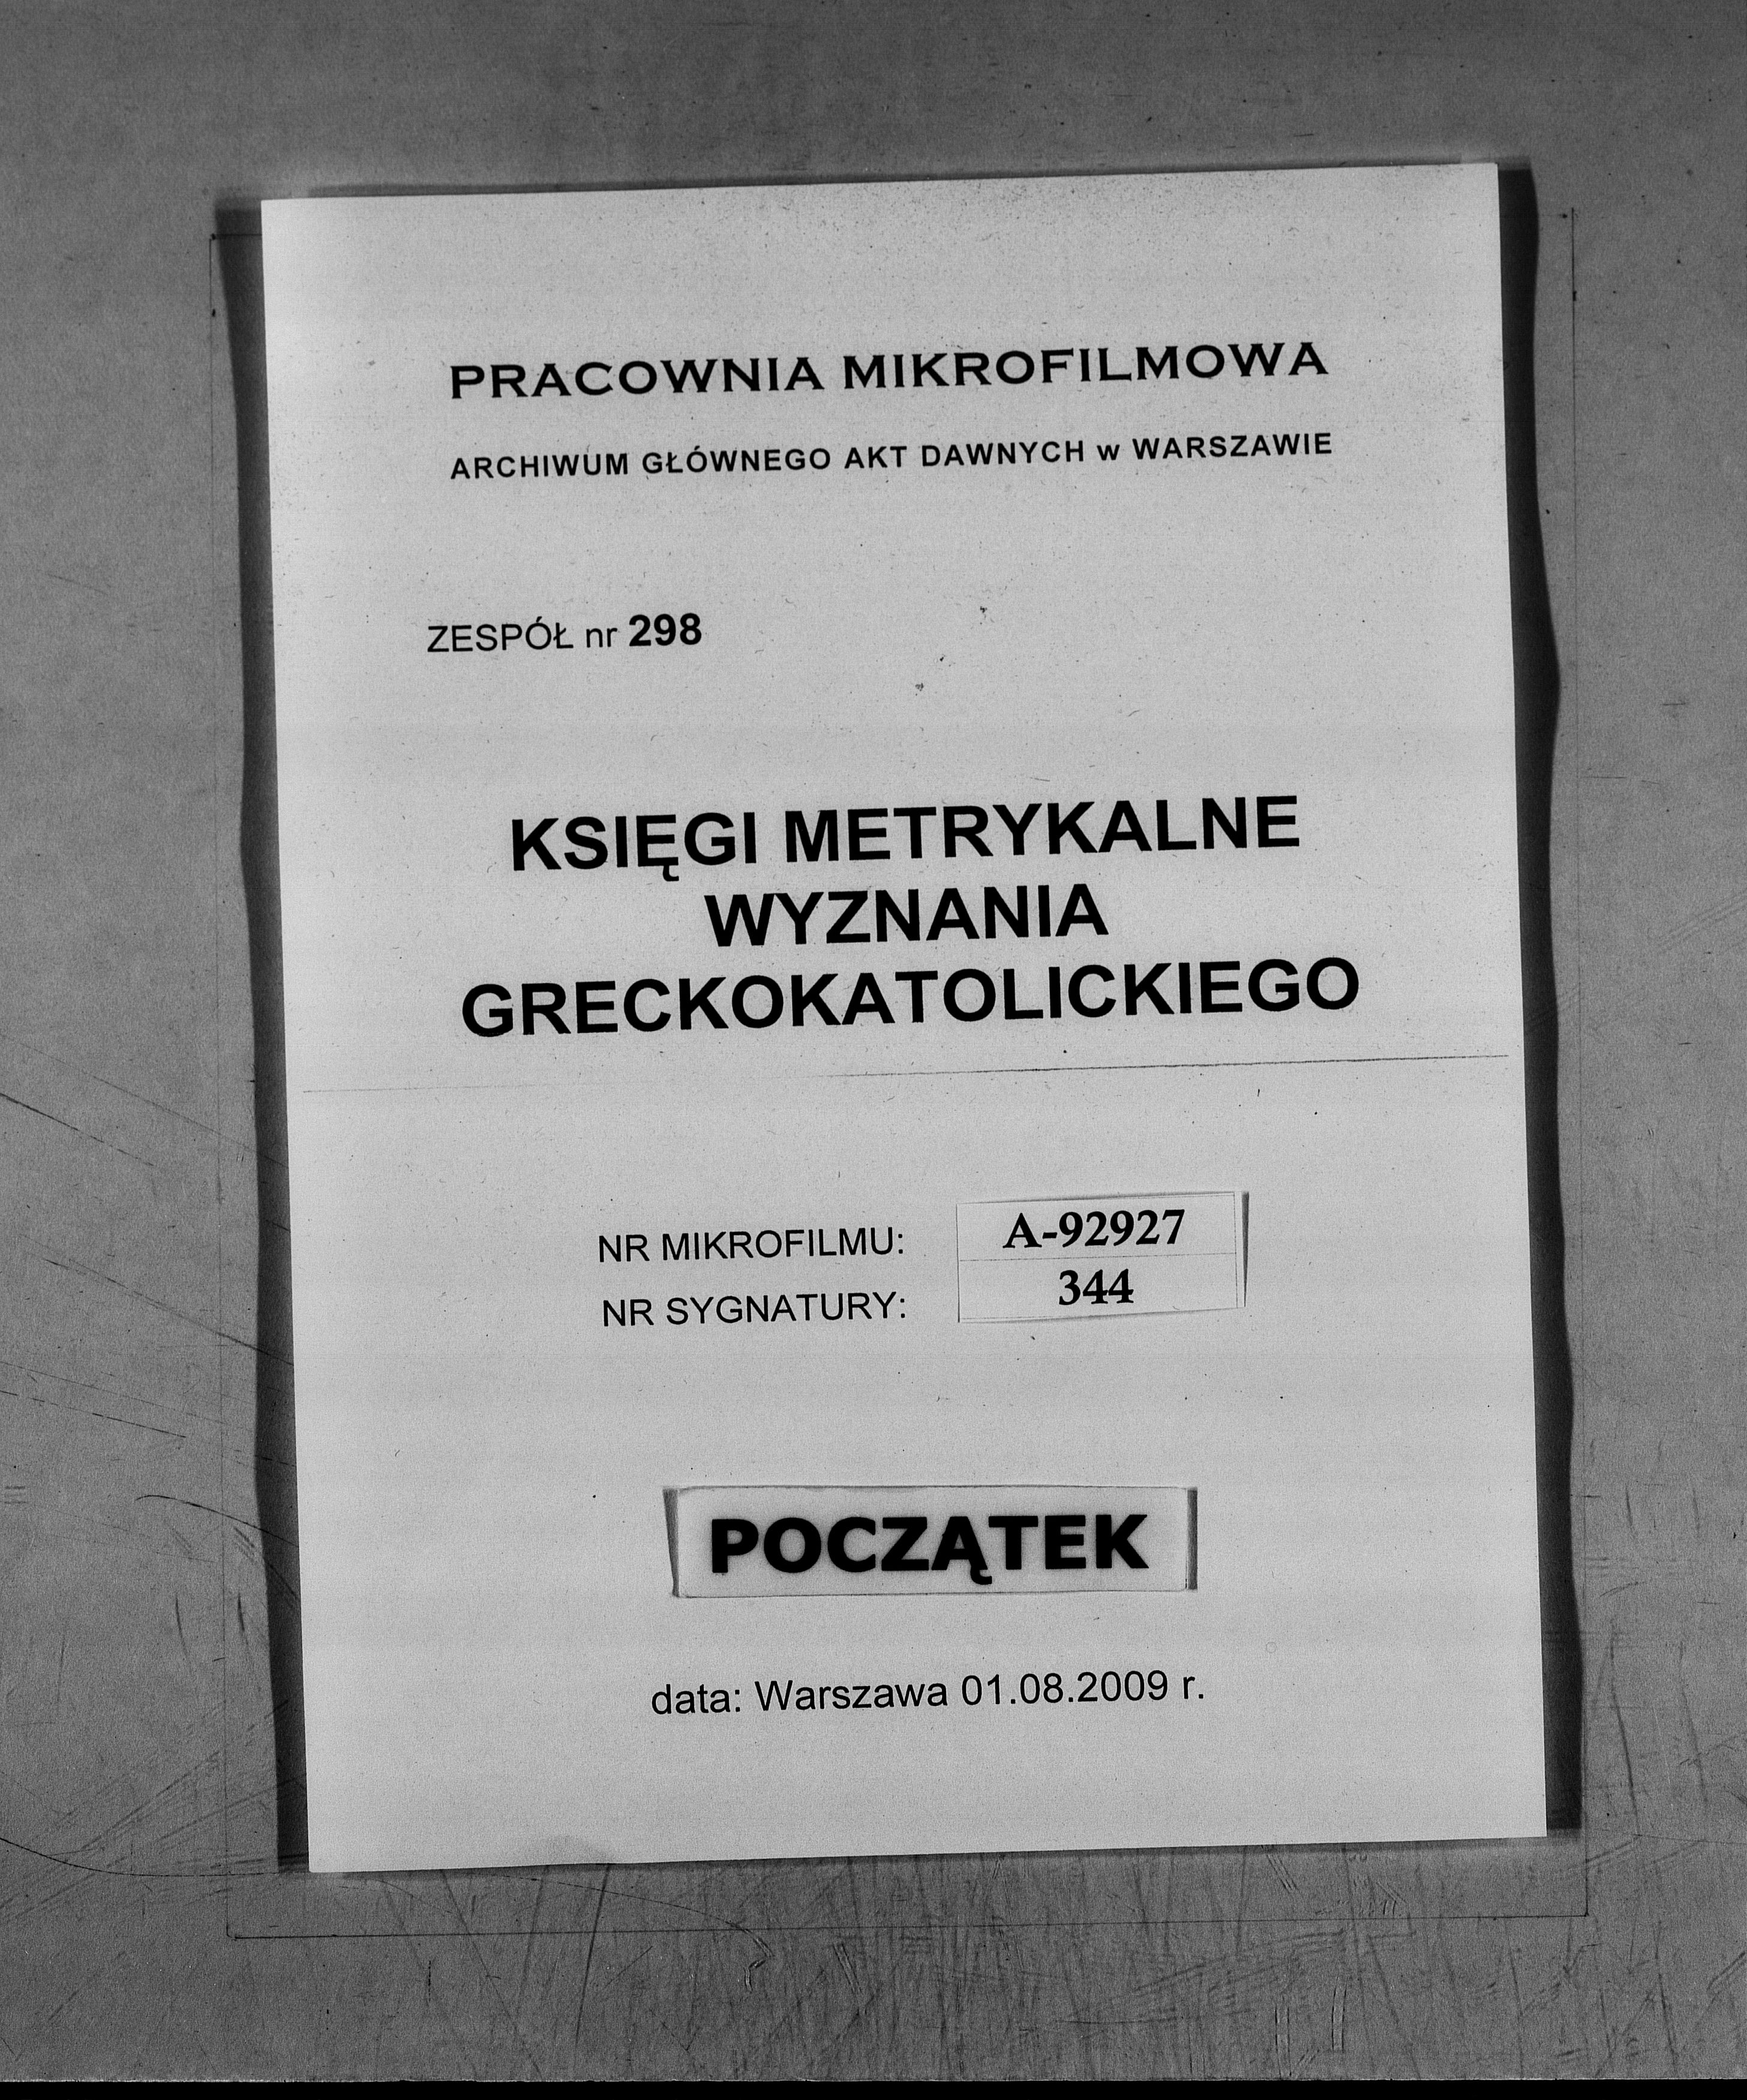 PRACOWNIA MIKROFILMOWA
ARCHIWUM GŁÓWNEGO AKT DAWNYCH w WARSZAWIE
ZESPÓŁ nr 298
KSIĘGI METRYKALNE
WYZNANIA
GRECKOKATOLICKIEGO
NR MIKROFILMU: A-92927
NR SYGNATURY: 344
POCZĄTEK
data: Warszawa 01.08.2009 r.